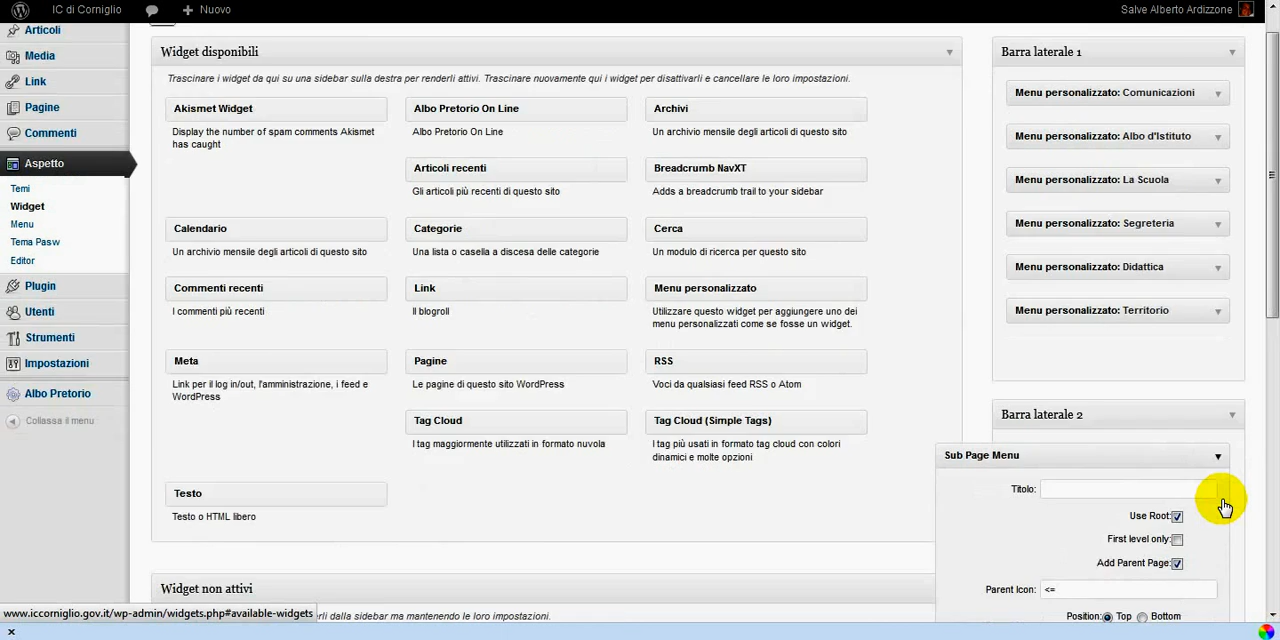 IC di Corniglio
Nuovo
Salve Alberto Ardizzone
Articoli
Media
Link
Pagine
Commenti
Aspetto
Temi
Widget
Menu
Tema Pasw
Editor
Plugin
Utenti
Strumenti
Impostazioni
Albo Pretorio
Collassa il menu
Widget disponibili
Trascinare i widget da qui su una sidebar sulla destra per renderli attivi. Trascinare nuovamente qui i widget per disattivarli e cancellare le loro impostazioni.
Akismet Widget
Display the number of spam comments Akismet
has caught
Albo Pretorio On Line
Albo Pretorio On Line
Archivi
Un archivio mensile degli articoli di questo sito
Articoli recenti
Gli articoli più recenti di questo sito
Breadcrumb NavXT
Adds a breadcrumb trail to your sidebar
Calendario
Un archivio mensile degli articoli di questo sito
Categorie
Una lista o casella a discesa delle categorie
Cerca
Un modulo di ricerca per questo sito
Commenti recenti
I commenti più recenti
Link
Il blogroll
Menu personalizzato
Utilizzare questo widget per aggiungere uno dei
menu personalizzati come se fosse un widget.
Meta
Link per il log in/out, l'amministrazione, i feed e
WordPress
Pagine
Le pagine di questo sito WordPress
RSS
Voci da qualsiasi feed RSS o Atom
Tag Cloud
I tag maggiormente utilizzati in formato nuvola
Tag Cloud (Simple Tags)
I tag più usati in formato tag cloud con colori
dinamici e molte opzioni
Testo
Testo o HTML libero
Widget non attivi
erli dalla sidebar ma mantenendo le loro impostazioni.
Barra laterale 1
Menu personalizzato: Comunicazioni
Menu personalizzato: Albo d'Istituto
Menu personalizzato: La Scuola
Menu personalizzato: Segreteria
Menu personalizzato: Didattica
Menu personalizzato: Territorio
Barra laterale 2
Sub Page Menu
Titolo:
Use Root:
First level only:
Add Parent Page:
Parent Icon: <=
Position: Top Bottom
www.iccorniglio.gov.it/wp-admin/widgets.php#available-widgets